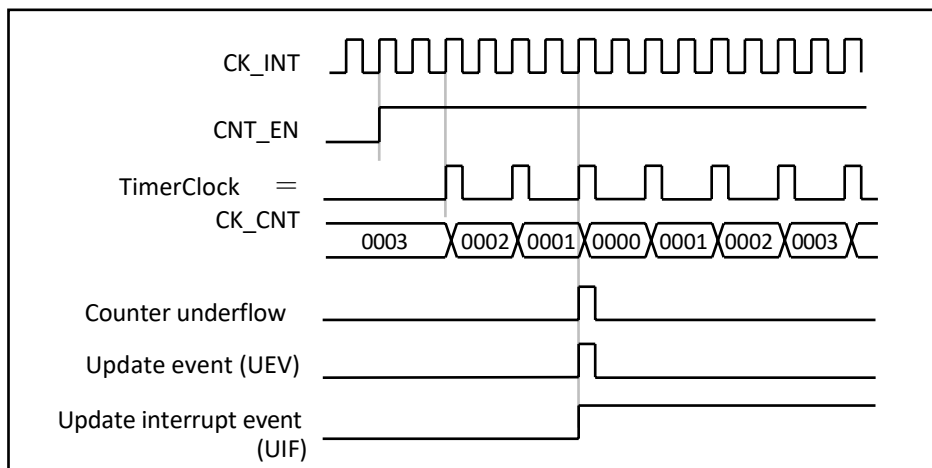 CK_INT
CNT_EN
TimerClock =
CK_CNT
0003 0002 0001 0000 0001 0002 0003
Counter underflow
Update event (UEV)
Update interrupt event
(UIF)